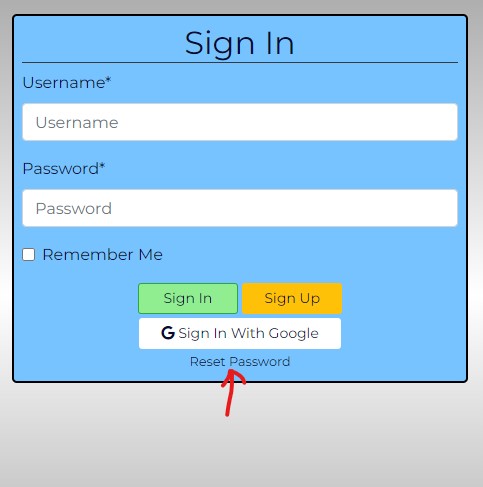 Sign In
Username*
Username
Password*
Password
Remember Me
Sign In Sign Up
G Sign In With Google
Reset Password